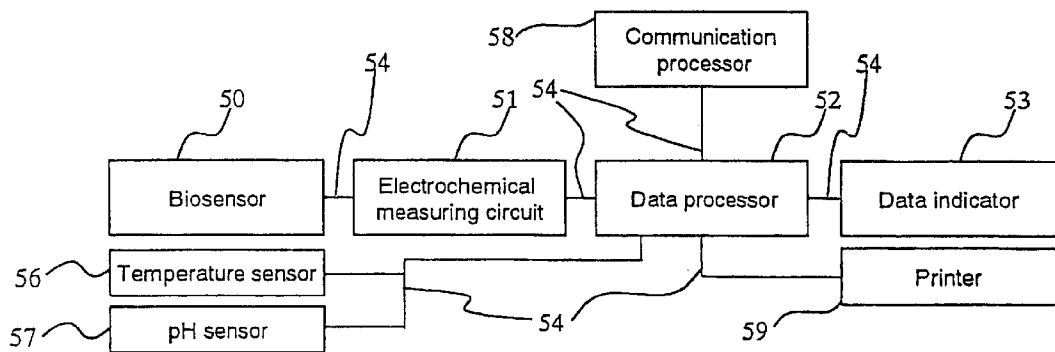 58
Communication
processor
54
50
54
51
54
52
54
53
Biosensor
Electrochemical
measuring circuit
Data processor
Data indicator
56
Temperature sensor
Printer
57
pH sensor
54
59